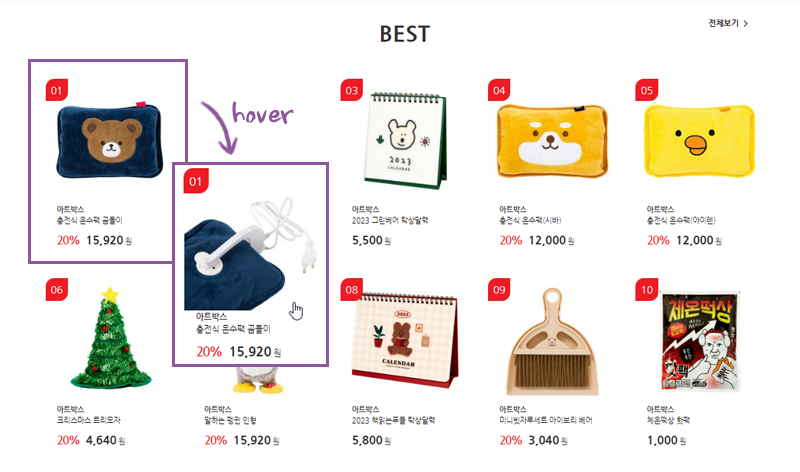 BEST
전체보기
01
아트박스
충전식 온수팩 곰돌이
20% 15,920 원
hover
01
아트박스
충전식 온수팩 곰돌이
20% 15,920 원
03
2023
CALENDAR
아트박스
2023 그린베어 탁상달력
5,500 원
04
아트박스
충전식 온수팩(시바)
20% 12,000 원
05
아트박스
충전식 온수팩(아이덴)
20% 12,000 원
06
아트박스
크리스마스 트리모자
20% 4,640 원
아트박스
말하는 펭귄 인형
20% 15,920 원
08
2023
CALENDAR
아트박스
2023 책읽는푸들 탁상달력
5,800 원
09
아트박스
미니빗자루세트 아이보리 베어
20% 3,040 원
10
체온떡상
핫팩
아트박스
체온떡상 핫팩
1,000 원